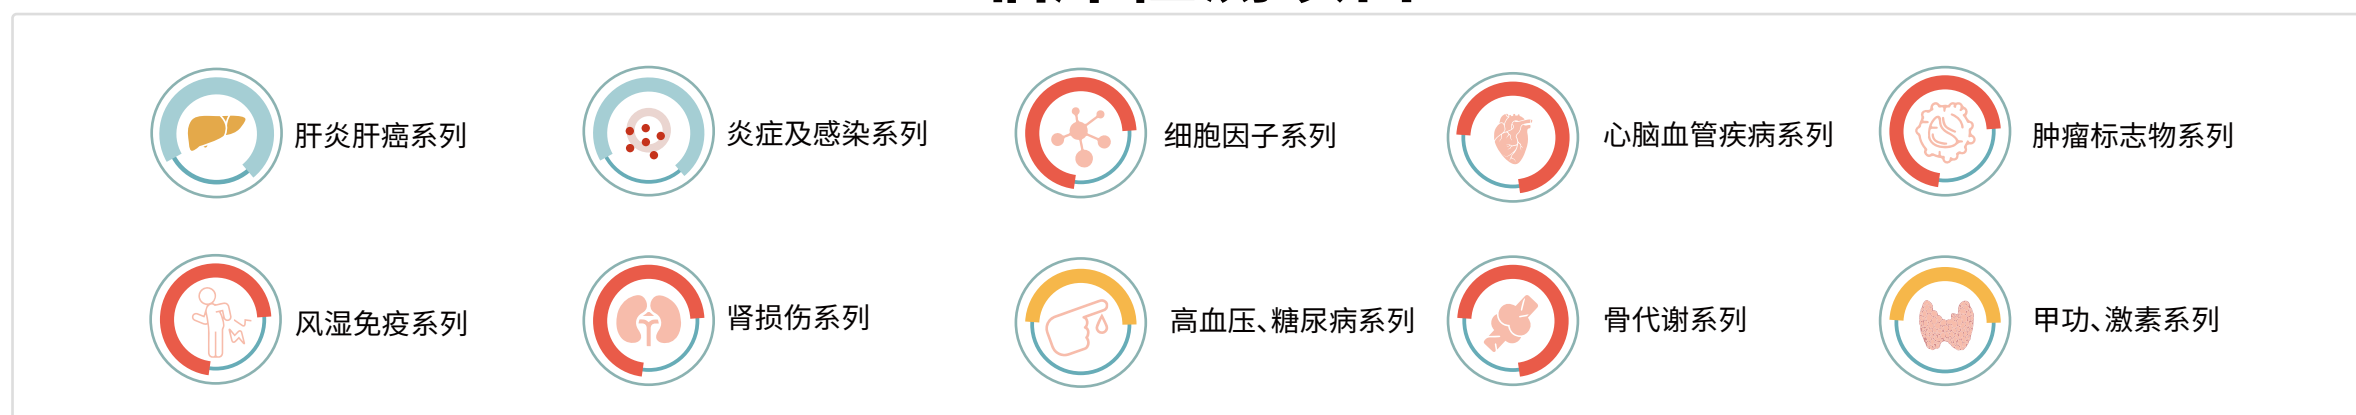 肝炎肝癌系列
炎症及感染系列
细胞因子系列
心脑血管疾病系列
肿瘤标志物系列
风湿免疫系列
肾损伤系列
高血压、糖尿病系列
骨代谢系列
甲功、激素系列